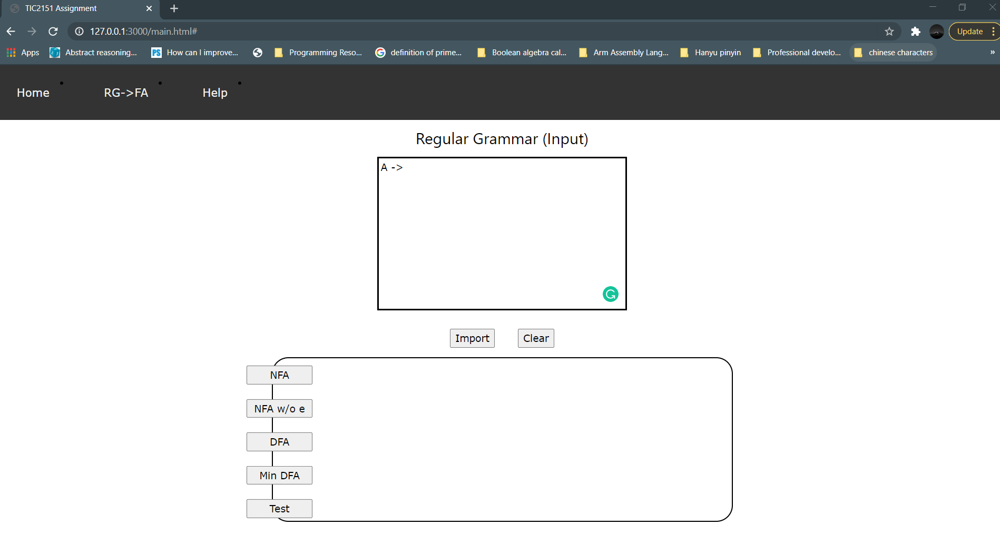 TIC2151 Assignment
127.0.0.1:3000/main.html#
Update
Apps Abstract reasoning... PS How can I improve... Programming Reso... definition of prime... Boolean algebra cal... Arm Assembly Lang... Hanyu pinyin Professional develo... chinese characters »
Home RG->FA Help
Regular Grammar (Input)
A ->
Import Clear
NFA
NFA w/o e
DFA
Min DFA
Test